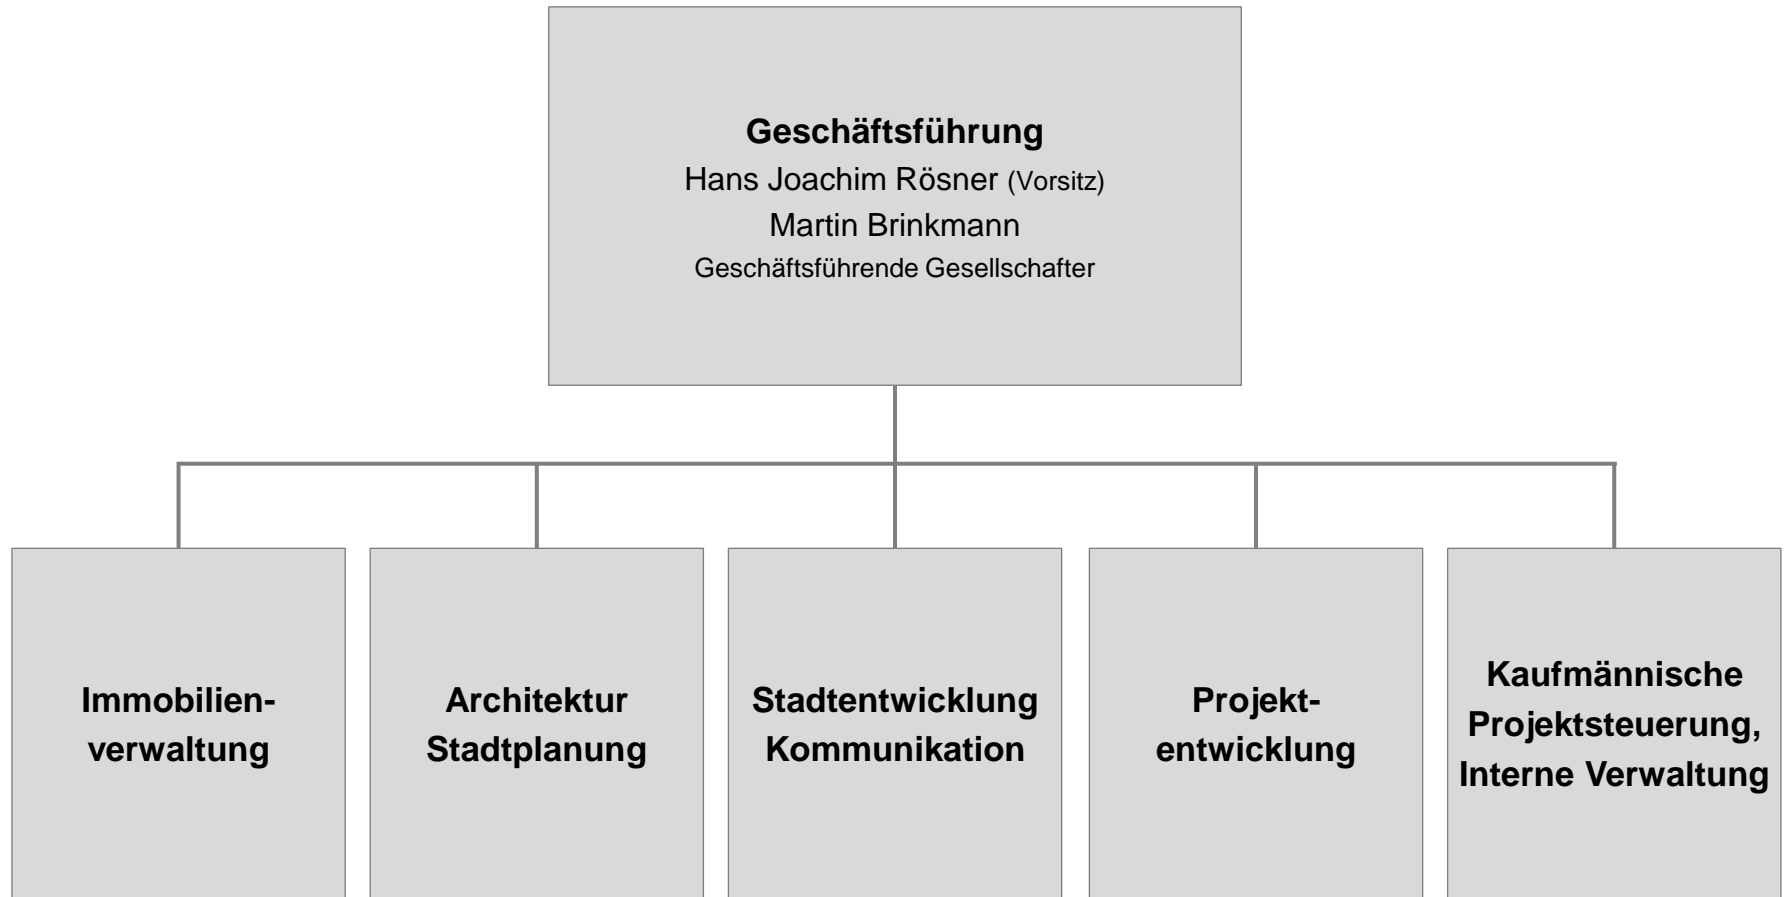 Geschäftsführung
Hans Joachim Rösner (Vorsitz)
Martin Brinkmann
Geschäftsführende Gesellschafter
Immobilien-
verwaltung
Architektur
Stadtplanung
Stadtentwicklung
Kommunikation
Projekt-
entwicklung
Kaufmännische
Projektsteuerung,
Interne Verwaltung